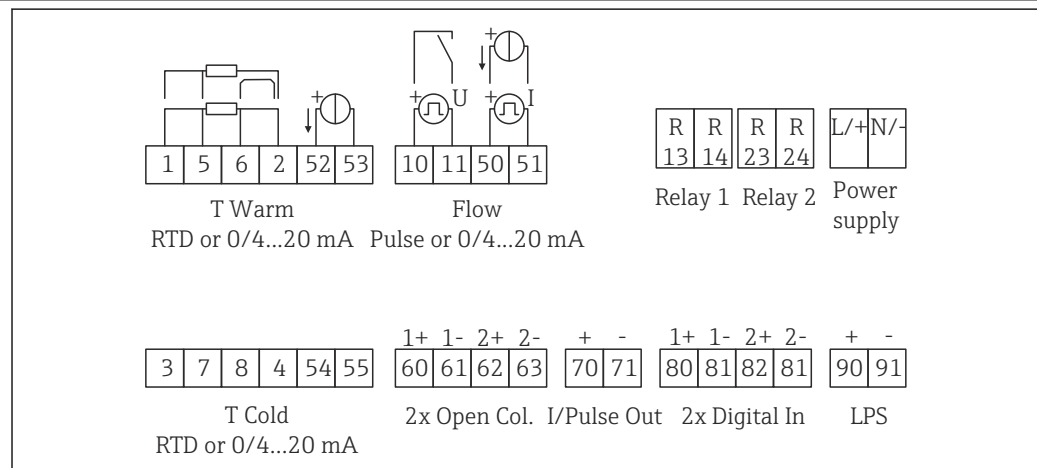 + + U + + I
1 5 6 2 52 53
10 11 50 51
R R R R L/+ N/-
13 14 23 24
T Warm
RTD or 0/4...20 mA
Flow
Pulse or 0/4...20 mA
Relay 1 Relay 2
Power
supply
1+ 1- 2+ 2- + - 1+ 1- 2+ 2- + -
3 7 8 4 54 55
60 61 62 63
70 71
80 81 82 81
90 91
T Cold
RTD or 0/4...20 mA
2x Open Col.
I/Pulse Out
2x Digital In
LPS